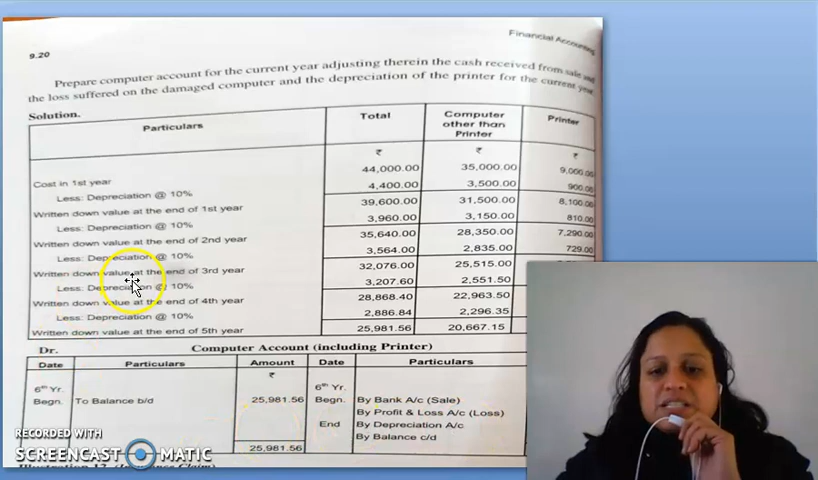 9.20
Financial Accounting
Prepare computer account for the current year adjusting therein the cash received from sale and
the loss suffered on the damaged computer and the depreciation of the printer for the current year.
Solution.
Particulars Total Computer other than Printer Printer
₹ ₹ ₹
Cost in 1st year 44,000.00 35,000.00 9,000.00
Less: Depreciation @ 10% 4,400.00 3,500.00 900.00
Written down value at the end of 1st year 39,600.00 31,500.00 8,100.00
Less: Depreciation @ 10% 3,960.00 3,150.00 810.00
Written down value at the end of 2nd year 35,640.00 28,350.00 7,290.00
Less: Depreciation @ 10% 3,564.00 2,835.00 729.00
Written down value at the end of 3rd year 32,076.00 25,515.00
Less: Depreciation @ 10% 3,207.60 2,551.50
Written down value at the end of 4th year 28,868.40 22,963.50
Less: Depreciation @ 10% 2,886.84 2,296.35
Written down value at the end of 5th year 25,981.56 20,667.15
Dr. Computer Account (including Printer)
Date Particulars Amount Date Particulars
₹
6th Yr. 6th Yr.
Begn. To Balance b/d 25,981.56 Begn. By Bank A/c (Sale)
By Profit & Loss A/c (Loss)
End By Depreciation A/c
By Balance c/d
25,981.56
RECORDED WITH
SCREENCAST MATIC